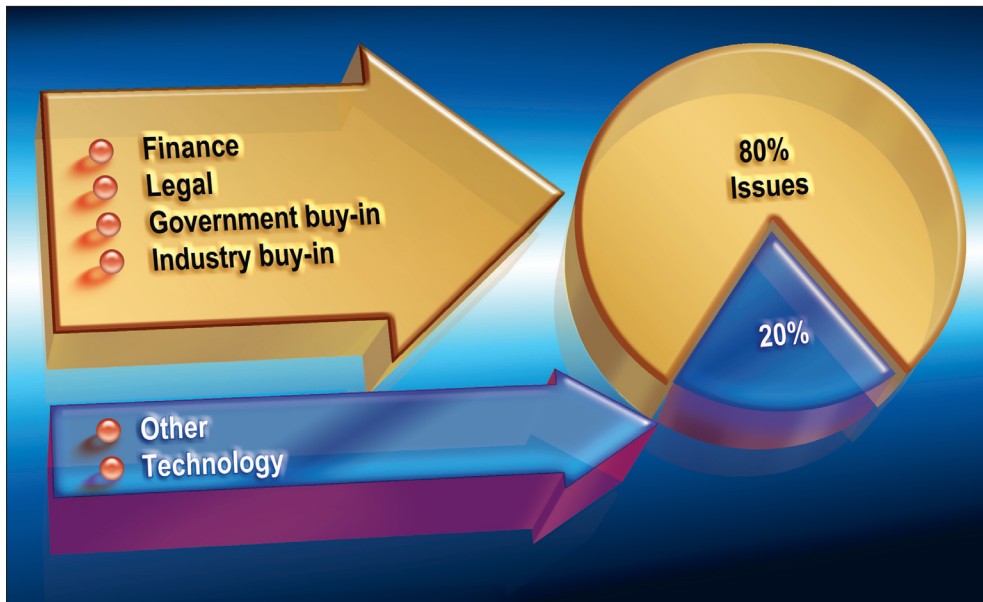 Finance
Legal
Government buy-in
Industry buy-in
80%
Issues
20%
Other
Technology